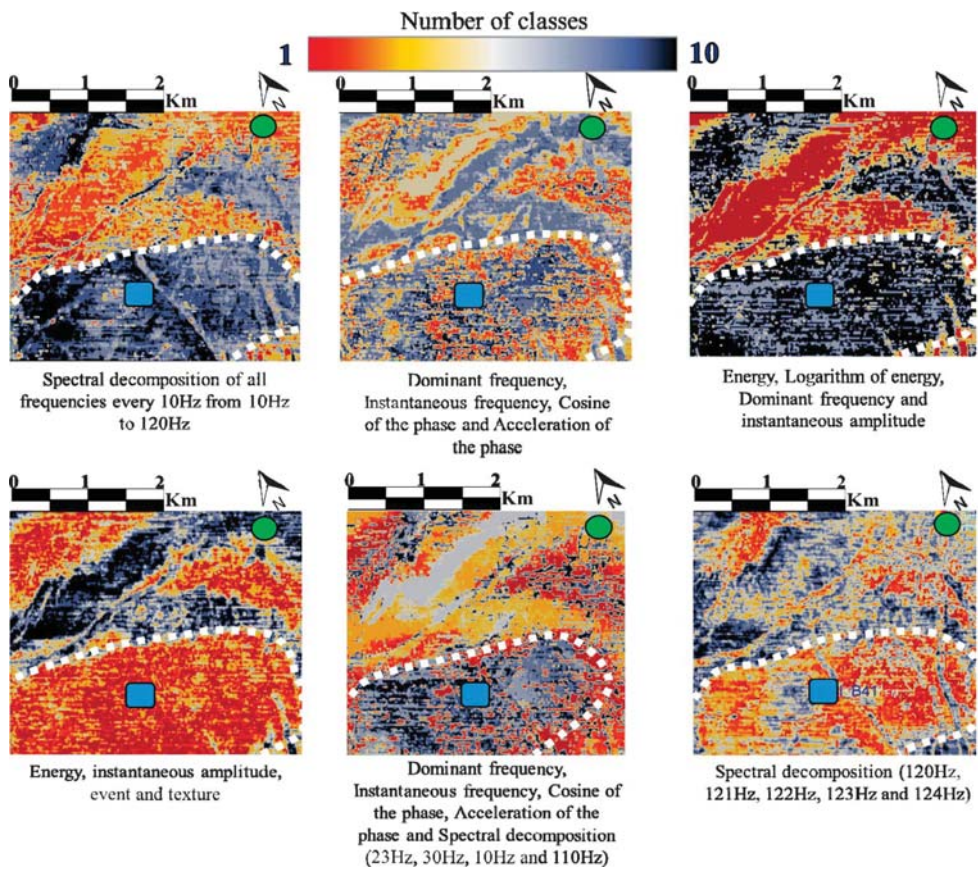 Number of classes
1
10
0 1 2
Km
N
0 1 2
Km
N
0 1 2
Km
N
Spectral decomposition of all
frequencies every 10Hz from 10Hz
to 120Hz
Dominant frequency,
Instantaneous frequency, Cosine
of the phase and Acceleration of
the phase
Energy, Logarithm of energy,
Dominant frequency and
instantaneous amplitude
0 1 2
Km
N
0 1 2
Km
N
0 1 2
Km
N
B41
Energy, instantaneous amplitude,
event and texture
Dominant frequency,
Instantaneous frequency, Cosine of
the phase, Acceleration of the
phase and Spectral decomposition
(23Hz, 30Hz, 10Hz and 110Hz)
Spectral decomposition (120Hz,
121Hz, 122Hz, 123Hz and 124Hz)